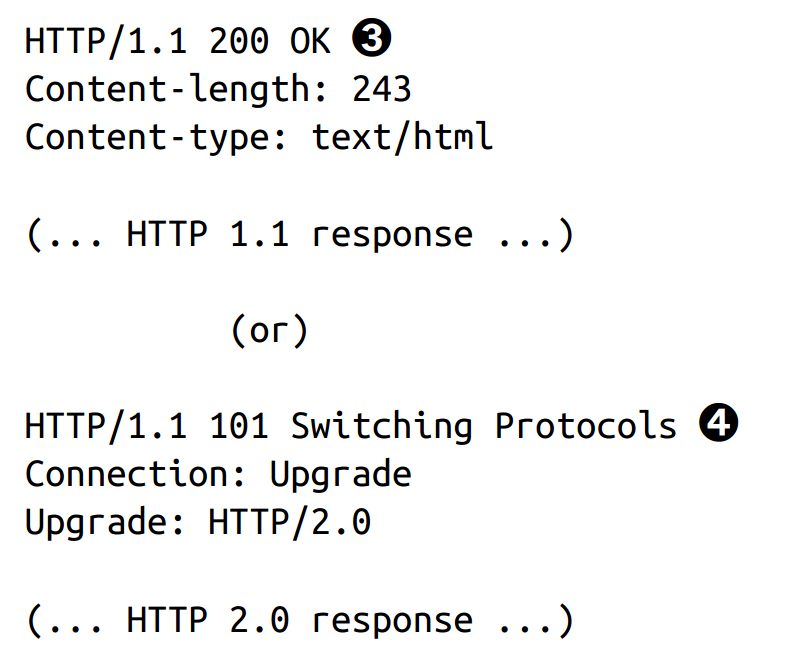 HTTP/1.1 200 OK ❸
Content-length: 243
Content-type: text/html
(... HTTP 1.1 response ...)
(or)
HTTP/1.1 101 Switching Protocols ❹
Connection: Upgrade
Upgrade: HTTP/2.0
(... HTTP 2.0 response ...)